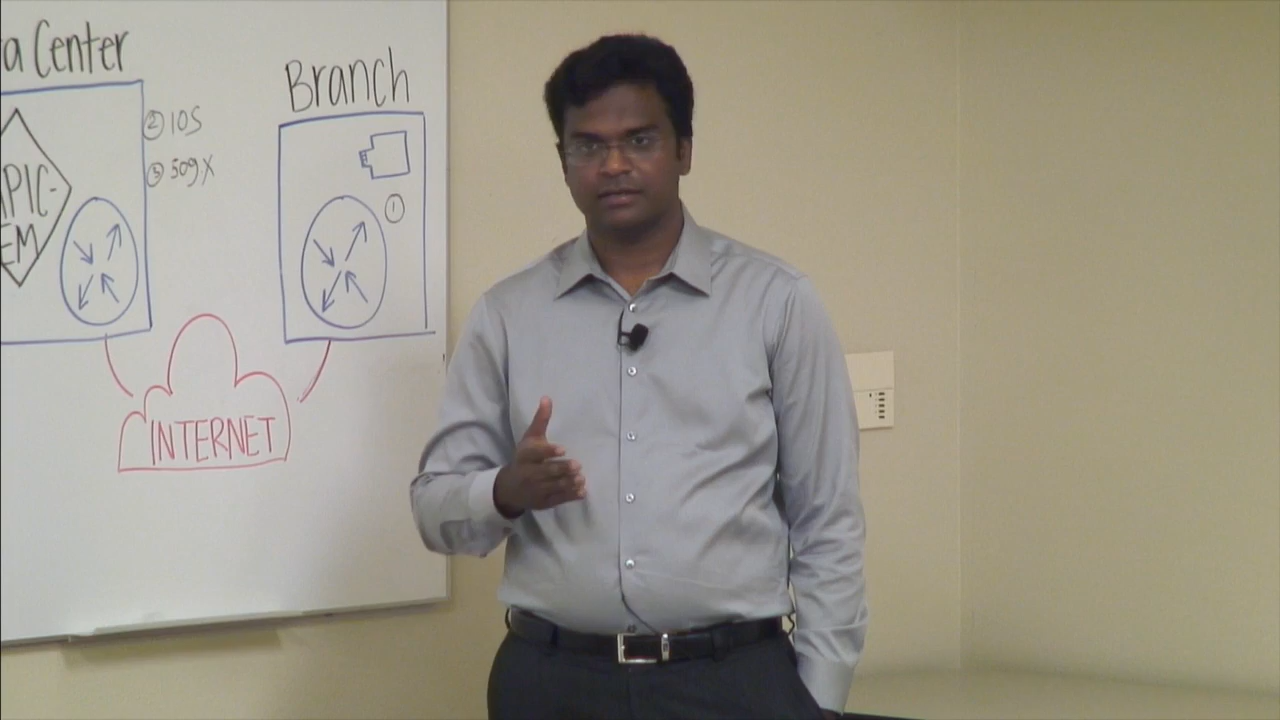 a Center
Branch
② IOS
③ 509X
APIC-
EM
①
INTERNET